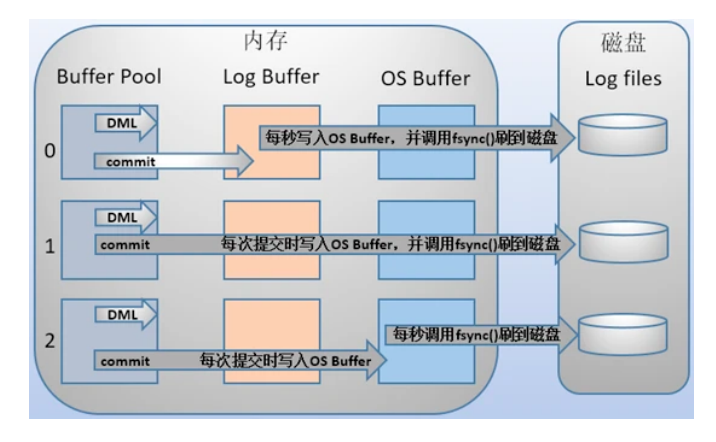 内存
磁盘
Buffer Pool
Log Buffer
OS Buffer
Log files
0
DML
commit
每秒写入OS Buffer，并调用fsync()刷到磁盘
1
DML
commit
每次提交时写入OS Buffer，并调用fsync()刷到磁盘
2
DML
commit
每次提交时写入OS Buffer
每秒调用fsync()刷到磁盘